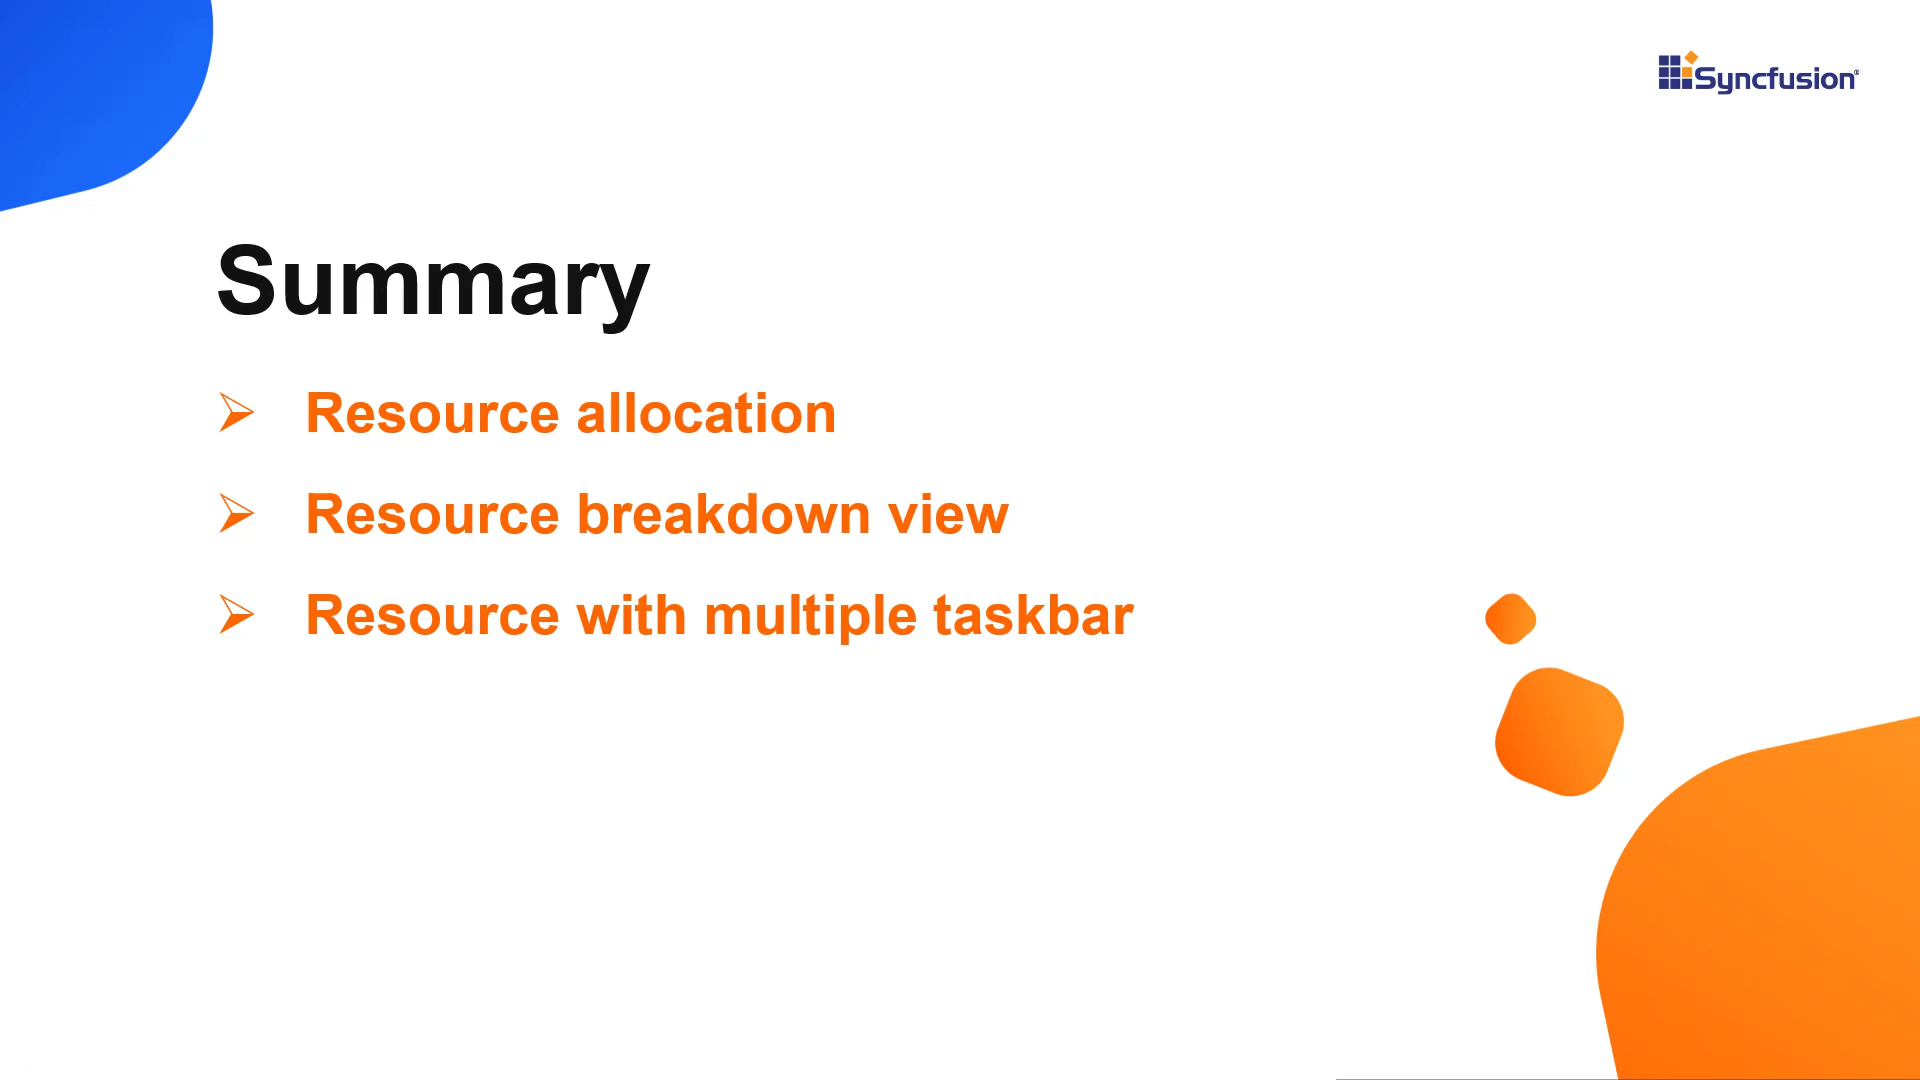 Syncfusion®
Summary
➢ Resource allocation
➢ Resource breakdown view
➢ Resource with multiple taskbar